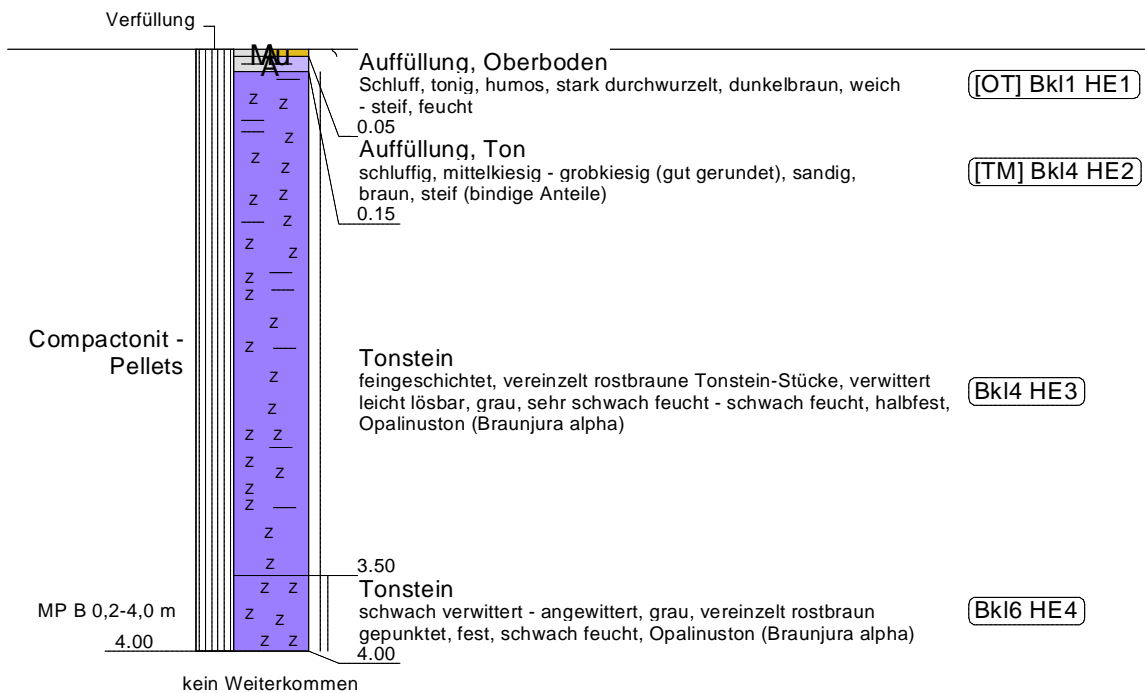 Verfüllung
Mu
A
Auffüllung, Oberboden
Schluff, tonig, humos, stark durchwurzelt, dunkelbraun, weich
- steif, feucht
0.05
[OT] Bkl1 HE1
Auffüllung, Ton
schluffig, mittelkiesig - grobkiesig (gut gerundet), sandig,
braun, steif (bindige Anteile)
0.15
[TM] Bkl4 HE2
Compactonit -
Pellets
Tonstein
feingeschichtet, vereinzelt rostbraune Tonstein-Stücke, verwittert
leicht lösbar, grau, sehr schwach feucht - schwach feucht, halbfest,
Opalinuston (Braunjura alpha)
Bkl4 HE3
3.50
Tonstein
schwach verwittert - angewittert, grau, vereinzelt rostbraun
gepunktet, fest, schwach feucht, Opalinuston (Braunjura alpha)
4.00
Bkl6 HE4
MP B 0,2-4,0 m
4.00
kein Weiterkommen